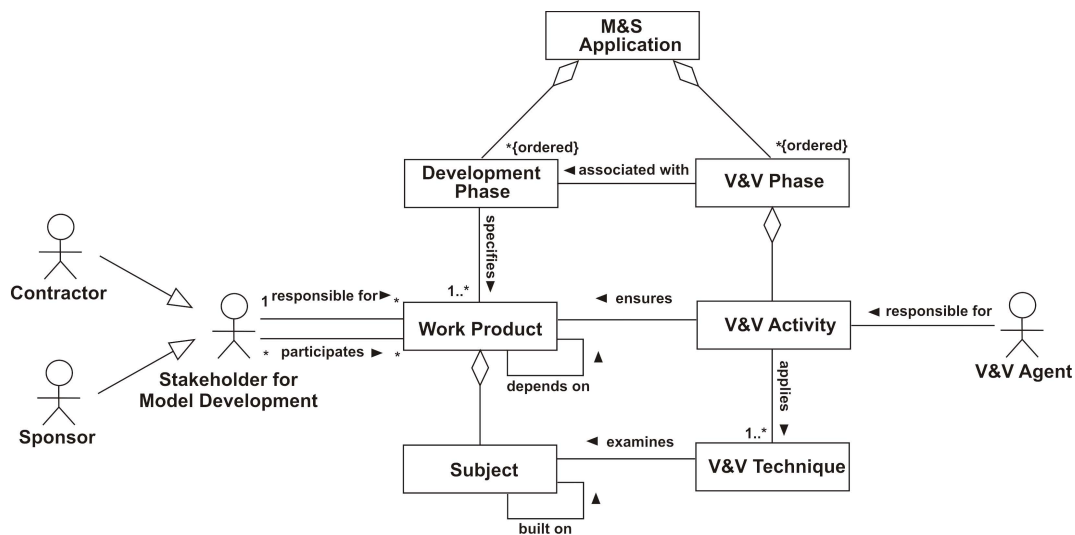 M&S
Application
*{ordered}
*{ordered}
Development
Phase
◄ associated with
V&V Phase
specifies ►
Contractor
1 responsible for ► *
1..*
◄ ensures
Work Product
V&V Activity
◄ responsible for
* participates ► *
V&V Agent
Stakeholder for
Model Development
depends on ▲
applies ►
Sponsor
1..*
◄ examines
Subject
V&V Technique
built on ▲